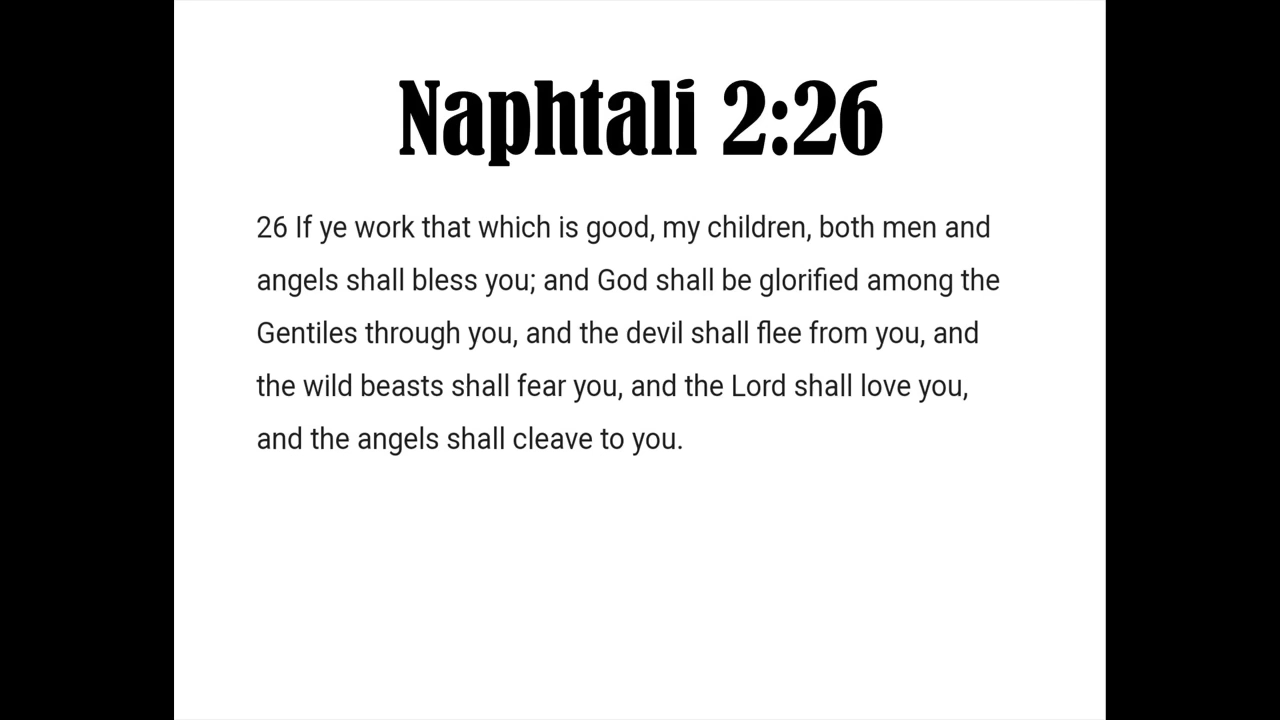 Naphtali 2:26
26 If ye work that which is good, my children, both men and
angels shall bless you; and God shall be glorified among the
Gentiles through you, and the devil shall flee from you, and
the wild beasts shall fear you, and the Lord shall love you,
and the angels shall cleave to you.